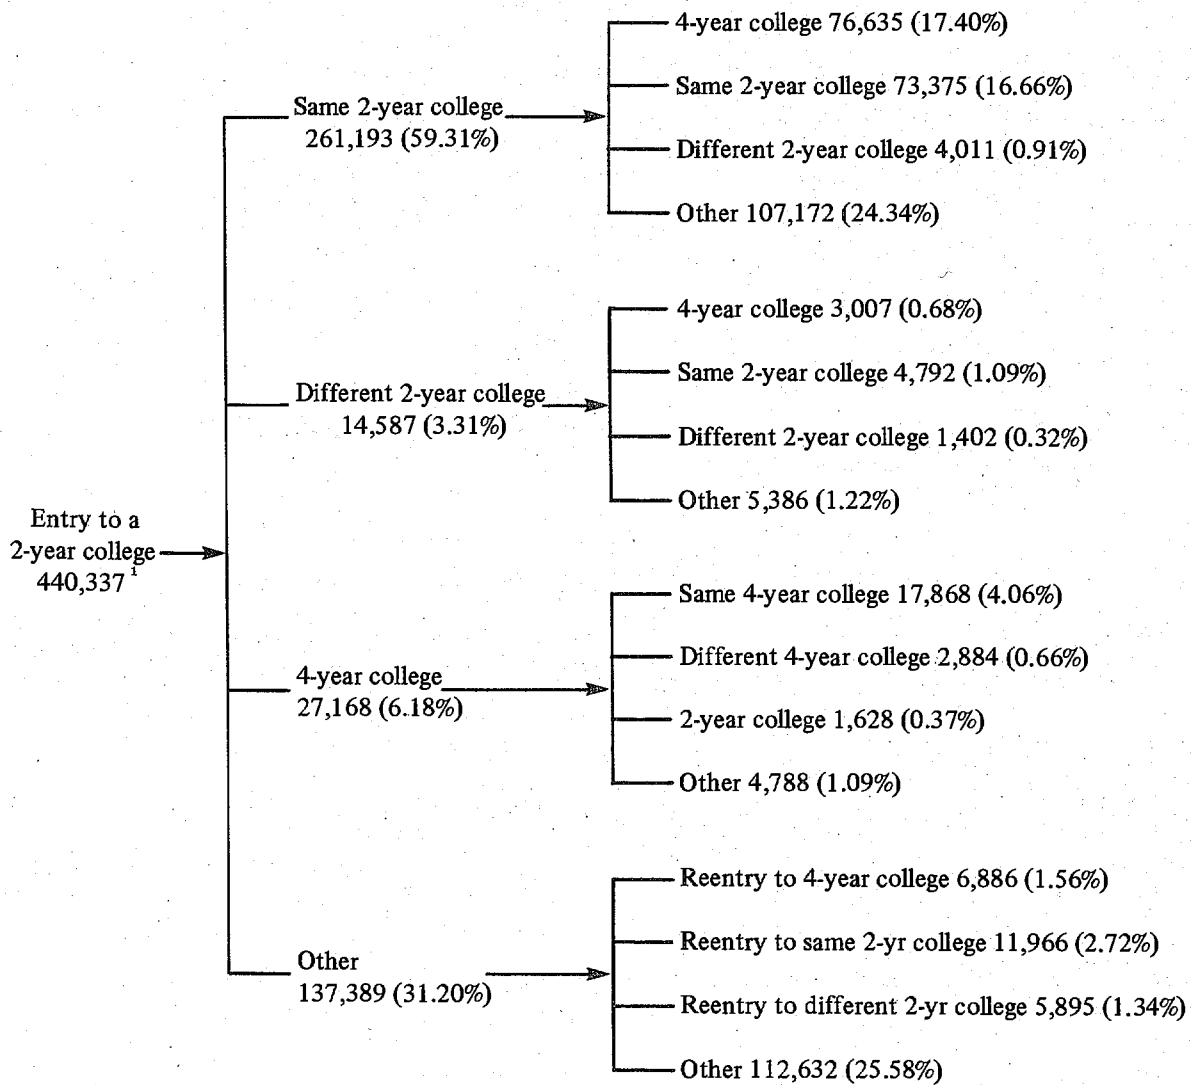 4-year college 76,635 (17.40%)
Same 2-year college 73,375 (16.66%)
Same 2-year college
261,193 (59.31%)
Different 2-year college 4,011 (0.91%)
Other 107,172 (24.34%)
4-year college 3,007 (0.68%)
Same 2-year college 4,792 (1.09%)
Different 2-year college
14,587 (3.31%)
Different 2-year college 1,402 (0.32%)
Other 5,386 (1.22%)
Entry to a
2-year college
440,337 ¹
Same 4-year college 17,868 (4.06%)
Different 4-year college 2,884 (0.66%)
4-year college
27,168 (6.18%)
2-year college 1,628 (0.37%)
Other 4,788 (1.09%)
Reentry to 4-year college 6,886 (1.56%)
Reentry to same 2-yr college 11,966 (2.72%)
Other
137,389 (31.20%)
Reentry to different 2-yr college 5,895 (1.34%)
Other 112,632 (25.58%)